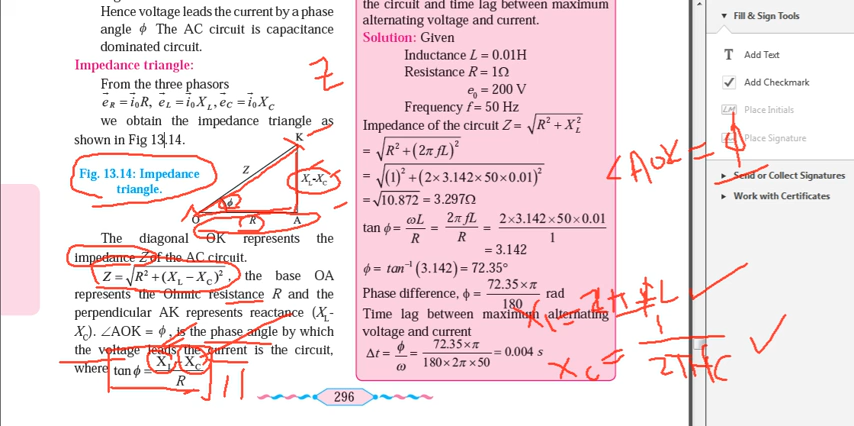 Hence voltage leads the current by a phase
angle ϕ The AC circuit is capacitance
dominated circuit.
Impedance triangle:
From the three phasors
e⃗_R = i⃗₀R, e⃗_L = i⃗₀X_L, e⃗_C = i⃗₀X_C
we obtain the impedance triangle as
shown in Fig 13.14.
Fig. 13.14: Impedance
triangle.
Z
K
Z
X_L-X_C
ϕ
O
R
A
The diagonal OK represents the
impedance Z of the AC circuit.
Z = √(R² + (X_L − X_C)²), the base OA
represents the Ohmic resistance R and the
perpendicular AK represents reactance (X_L-
X_C). ∠AOK = ϕ, is the phase angle by which
the voltage leads the current is the circuit,
where tan ϕ = (X_L - X_C)/R
the circuit and time lag between maximum
alternating voltage and current.
Solution: Given
Inductance L = 0.01H
Resistance R = 1Ω
e₀ = 200 V
Frequency f = 50 Hz
Impedance of the circuit Z = √(R² + X_L²)
= √(R² + (2π fL)²)
= √((1)² + (2×3.142×50×0.01)²)
= √10.872 = 3.297Ω
tan ϕ = ωL/R = 2π fL/R = (2×3.142×50×0.01)/1
= 3.142
ϕ = tan⁻¹ (3.142) = 72.35°
Phase difference, ϕ = (72.35×π)/180 rad
Time lag between maximum alternating
voltage and current
Δt = ϕ/ω = (72.35×π)/(180×2π×50) = 0.004 s
∠AOK = ϕ
X_L = 2πfL
X_C = 1/(2πfC)
296
Fill & Sign Tools
T Add Text
Add Checkmark
Place Initials
Place Signature
Send or Collect Signatures
Work with Certificates